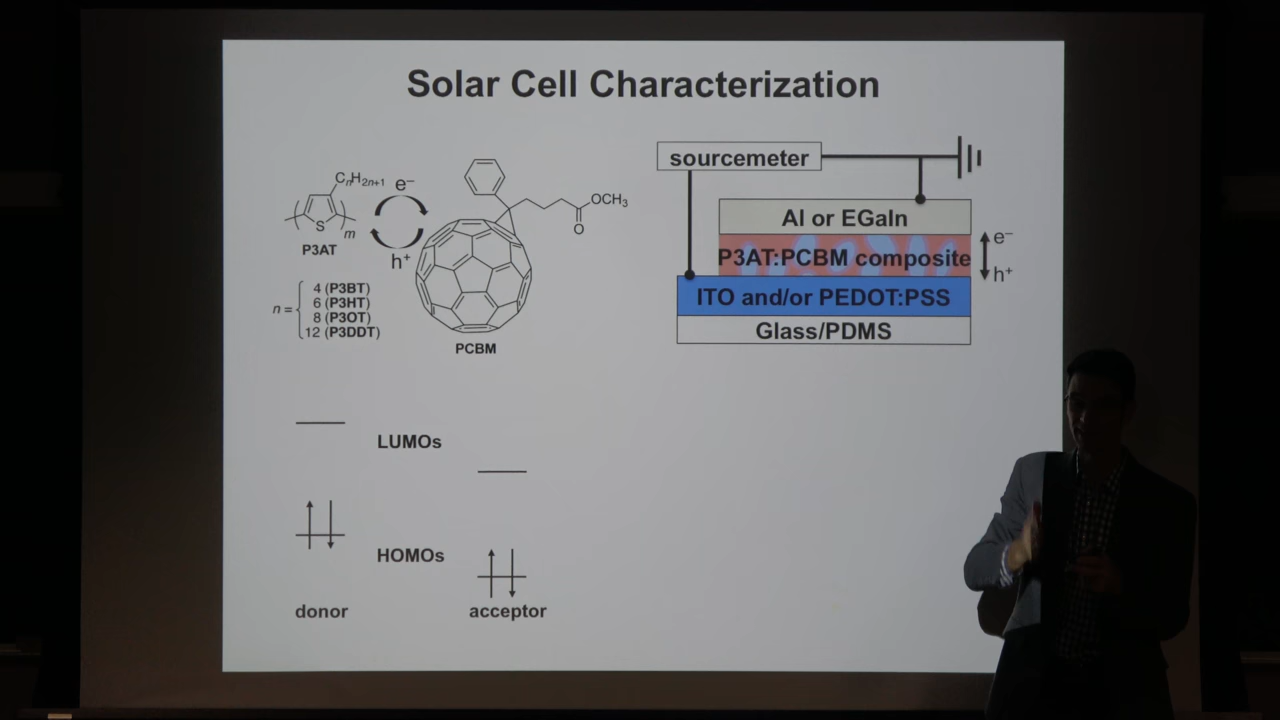 Solar Cell Characterization
CnH2n+1
e–
S
m
P3AT
h+
n =
4 (P3BT)
6 (P3HT)
8 (P3OT)
12 (P3DDT)
OCH3
O
PCBM
sourcemeter
Al or EGaIn
P3AT:PCBM composite
e–
h+
ITO and/or PEDOT:PSS
Glass/PDMS
LUMOs
HOMOs
donor
acceptor